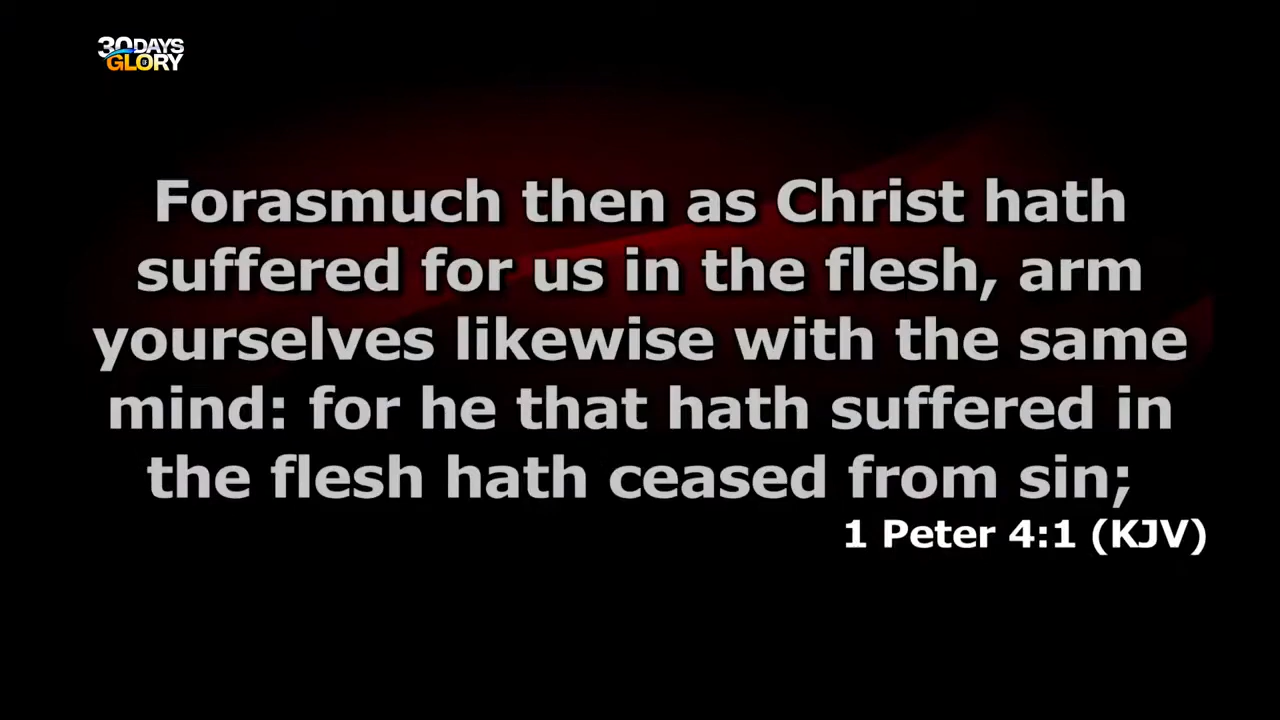 30DAYS
GLORY
Forasmuch then as Christ hath
suffered for us in the flesh, arm
yourselves likewise with the same
mind: for he that hath suffered in
the flesh hath ceased from sin;
1 Peter 4:1 (KJV)